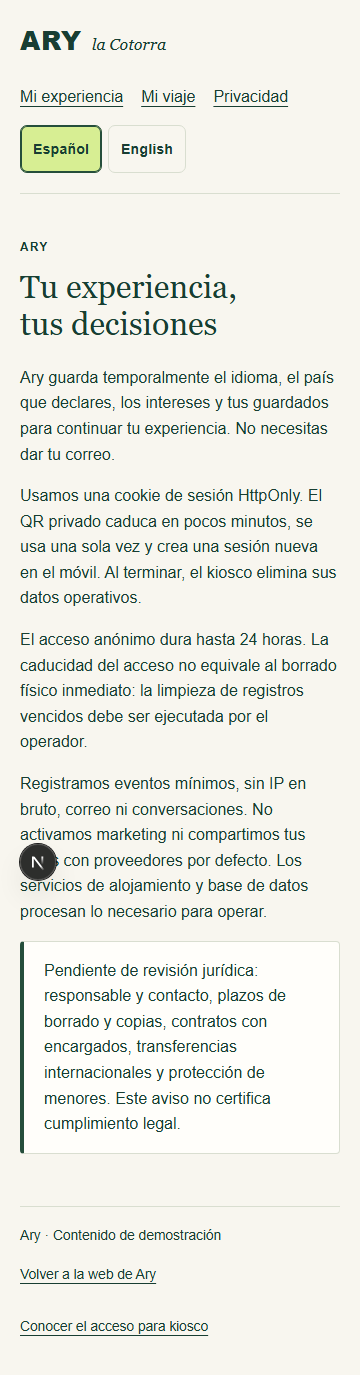 ARY la Cotorra
Mi experiencia Mi viaje Privacidad
Español English
ARY
Tu experiencia,
tus decisiones
Ary guarda temporalmente el idioma, el país
que declares, los intereses y tus guardados
para continuar tu experiencia. No necesitas
dar tu correo.
Usamos una cookie de sesión HttpOnly. El
QR privado caduca en pocos minutos, se
usa una sola vez y crea una sesión nueva
en el móvil. Al terminar, el kiosco elimina sus
datos operativos.
El acceso anónimo dura hasta 24 horas. La
caducidad del acceso no equivale al borrado
físico inmediato: la limpieza de registros
vencidos debe ser ejecutada por el
operador.
Registramos eventos mínimos, sin IP en
bruto, correo ni conversaciones. No
activamos marketing ni compartimos tus
con proveedores por defecto. Los
servicios de alojamiento y base de datos
procesan lo necesario para operar.
N
Pendiente de revisión jurídica:
responsable y contacto, plazos de
borrado y copias, contratos con
encargados, transferencias
internacionales y protección de
menores. Este aviso no certifica
cumplimiento legal.
Ary · Contenido de demostración
Volver a la web de Ary
Conocer el acceso para kiosco